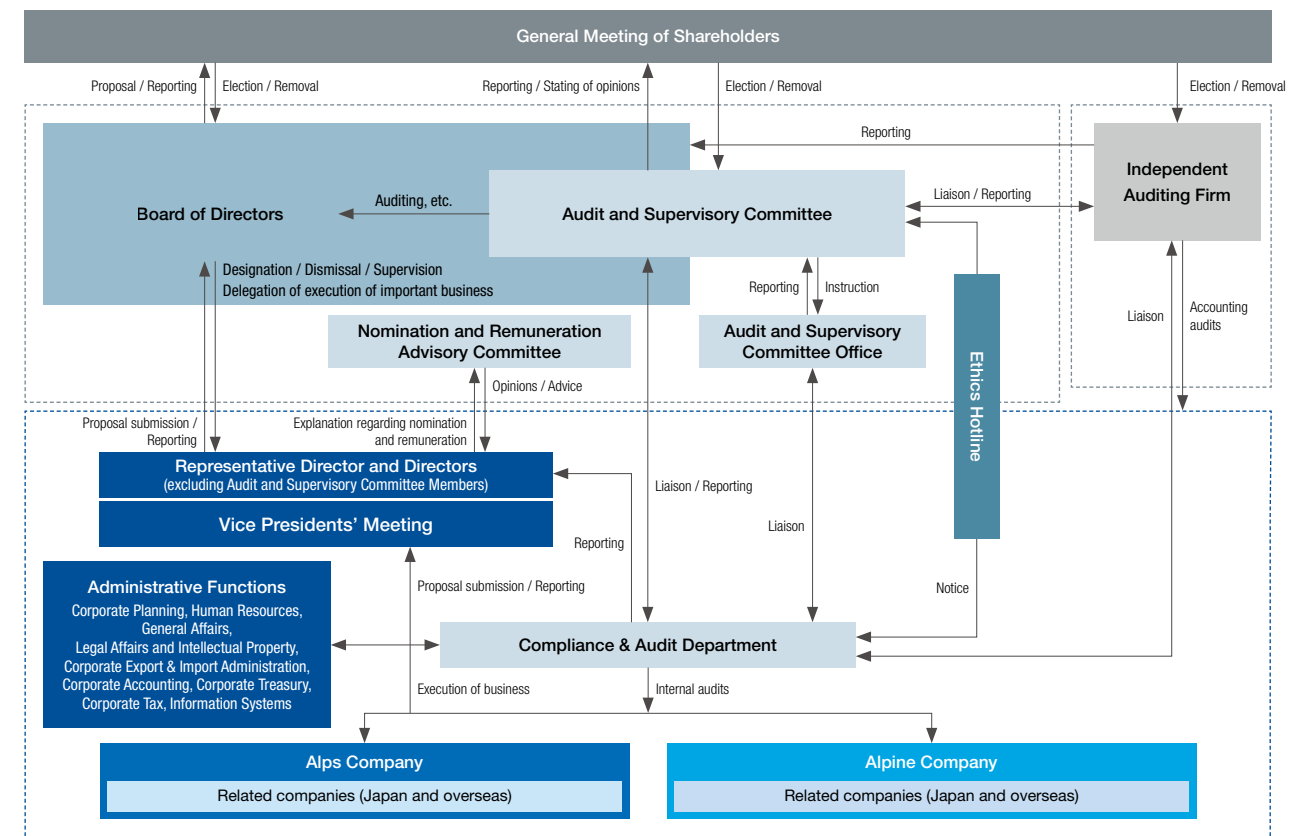 General Meeting of Shareholders
Proposal / Reporting
Election / Removal
Reporting / Stating of opinions
Election / Removal
Election / Removal
Reporting
Independent
Auditing Firm
Board of Directors
Auditing, etc.
Audit and Supervisory Committee
Liaison / Reporting
Designation / Dismissal / Supervision
Delegation of execution of important business
Reporting
Instruction
Liaison
Accounting
audits
Nomination and Remuneration
Advisory Committee
Audit and Supervisory
Committee Office
Ethics Hotline
Opinions / Advice
Proposal submission /
Reporting
Explanation regarding nomination
and remuneration
Representative Director and Directors
(excluding Audit and Supervisory Committee Members)
Vice Presidents’ Meeting
Liaison / Reporting
Liaison
Reporting
Proposal submission / Reporting
Notice
Administrative Functions
Corporate Planning, Human Resources,
General Affairs,
Legal Affairs and Intellectual Property,
Corporate Export & Import Administration,
Corporate Accounting, Corporate Treasury,
Corporate Tax, Information Systems
Compliance & Audit Department
Execution of business
Internal audits
Alps Company
Related companies (Japan and overseas)
Alpine Company
Related companies (Japan and overseas)